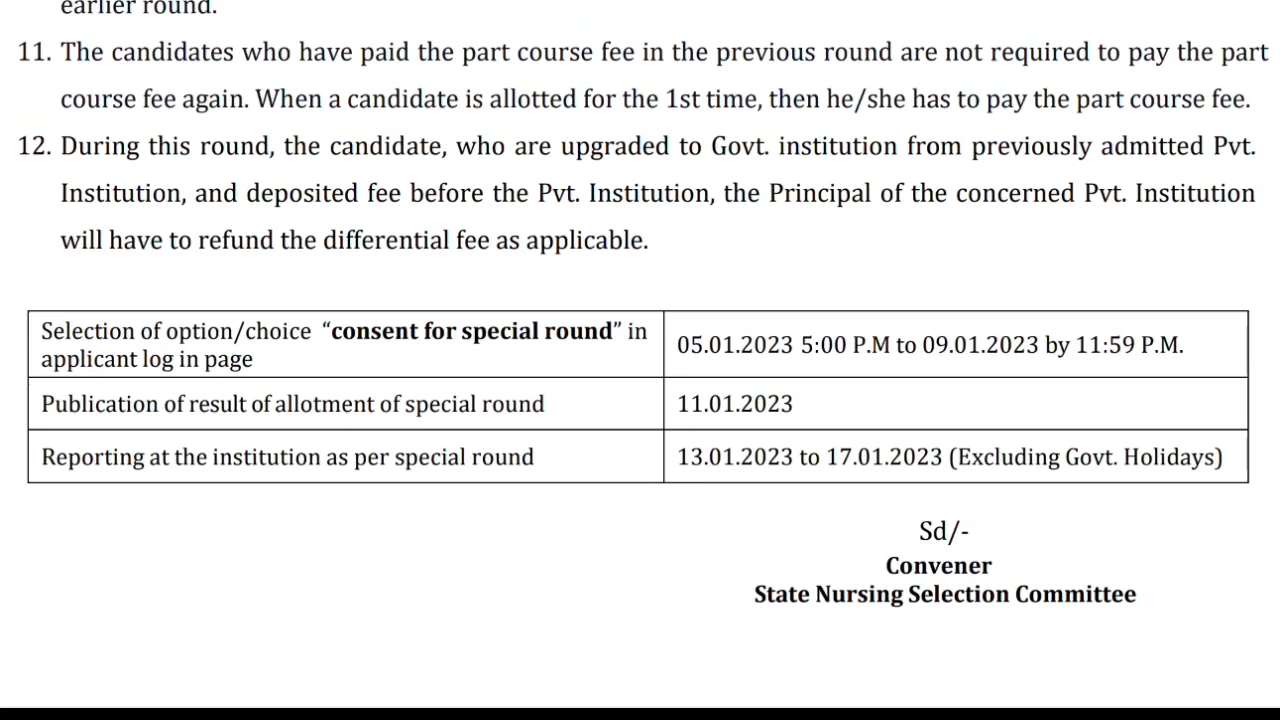 earlier round.
11. The candidates who have paid the part course fee in the previous round are not required to pay the part
course fee again. When a candidate is allotted for the 1st time, then he/she has to pay the part course fee.
12. During this round, the candidate, who are upgraded to Govt. institution from previously admitted Pvt.
Institution, and deposited fee before the Pvt. Institution, the Principal of the concerned Pvt. Institution
will have to refund the differential fee as applicable.
Selection of option/choice “consent for special round” in
applicant log in page
05.01.2023 5:00 P.M to 09.01.2023 by 11:59 P.M.
Publication of result of allotment of special round
11.01.2023
Reporting at the institution as per special round
13.01.2023 to 17.01.2023 (Excluding Govt. Holidays)
Sd/-
Convener
State Nursing Selection Committee